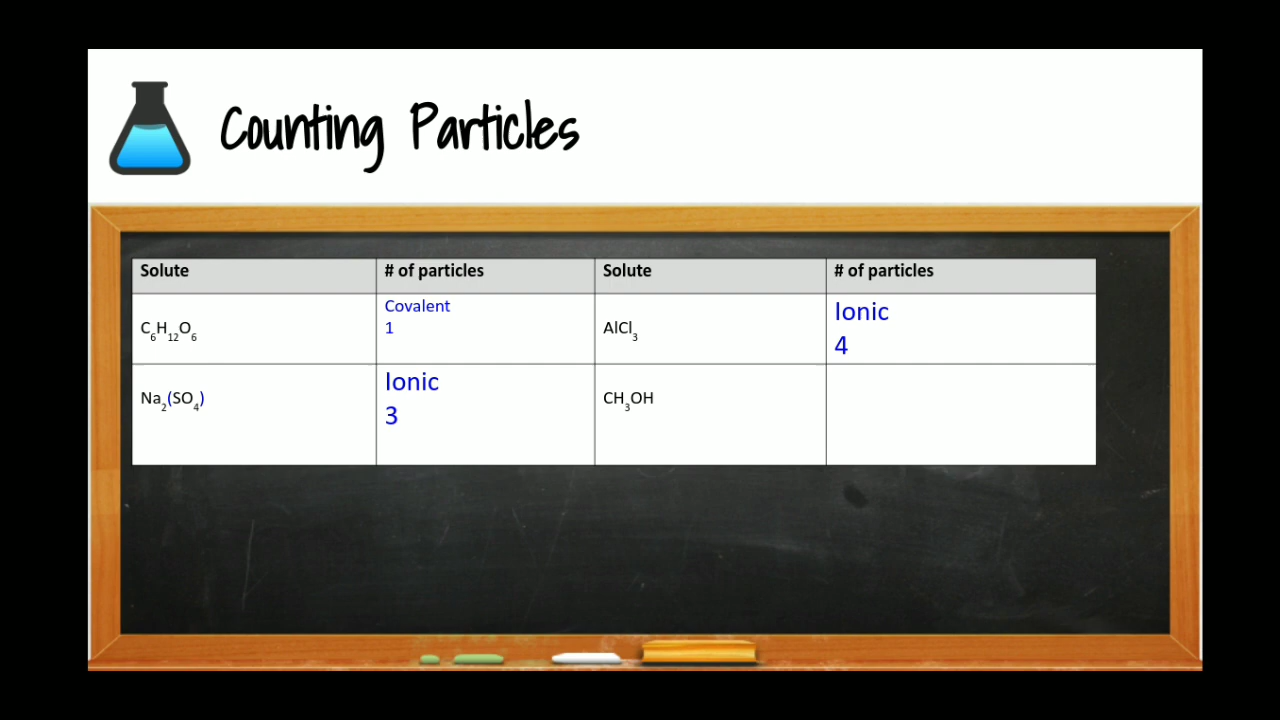 Counting Particles
Solute	# of particles	Solute	# of particles
C₆H₁₂O₆	Covalent	AlCl₃	Ionic
1	4
Na₂(SO₄)	Ionic	CH₃OH
3